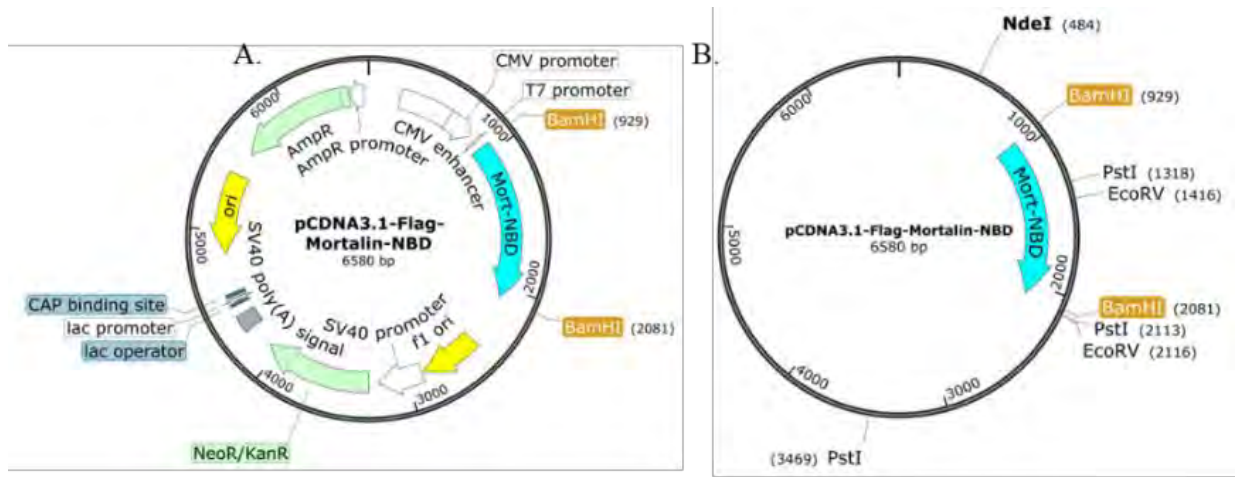 A.
CMV promoter
T7 promoter
BamHI (929)
CMV enhancer
Mort-NBD
BamHI (2081)
f1 ori
SV40 promoter
NeoR/KanR
SV40 poly(A) signal
lac operator
lac promoter
CAP binding site
ori
AmpR
AmpR promoter
1000
2000
3000
4000
5000
6000
pCDNA3.1-Flag-
Mortalin-NBD
6580 bp
B.
NdeI (484)
BamHI (929)
PstI (1318)
EcoRV (1416)
Mort-NBD
BamHI (2081)
PstI (2113)
EcoRV (2116)
(3469) PstI
1000
2000
3000
4000
5000
6000
pCDNA3.1-Flag-Mortalin-NBD
6580 bp